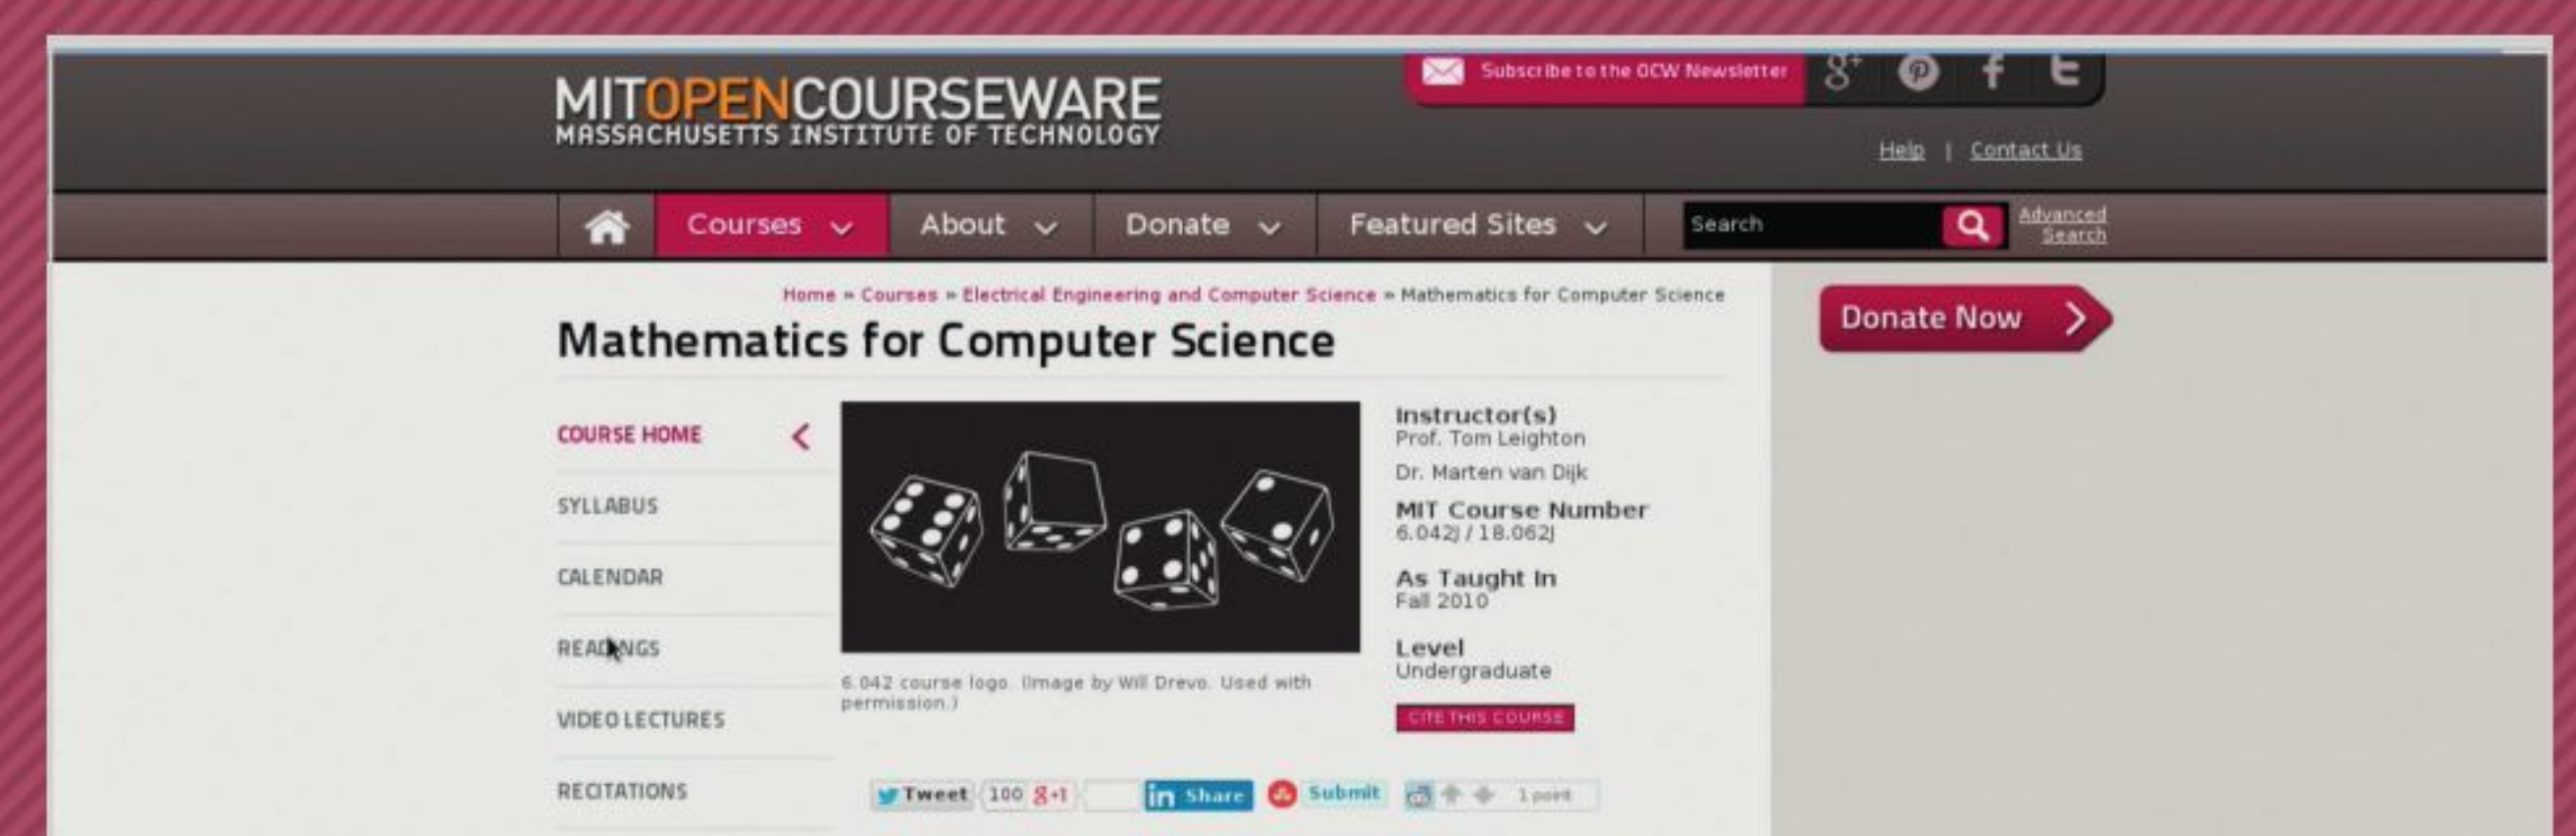 Subscribe to the OCW Newsletter
MITOPENCOURSEWARE
MASSACHUSETTS INSTITUTE OF TECHNOLOGY
Help | Contact Us
Courses About Donate Featured Sites Search Advanced Search
Home » Courses » Electrical Engineering and Computer Science » Mathematics for Computer Science
Donate Now
Mathematics for Computer Science
COURSE HOME
SYLLABUS
CALENDAR
READINGS
VIDEO LECTURES
RECITATIONS
6.042 course logo. (Image by Will Drevo. Used with
permission.)
Instructor(s)
Prof. Tom Leighton
Dr. Marten van Dijk
MIT Course Number
6.042J / 18.062J
As Taught In
Fall 2010
Level
Undergraduate
CITE THIS COURSE
Tweet 100 g+1 in Share Submit 1 point